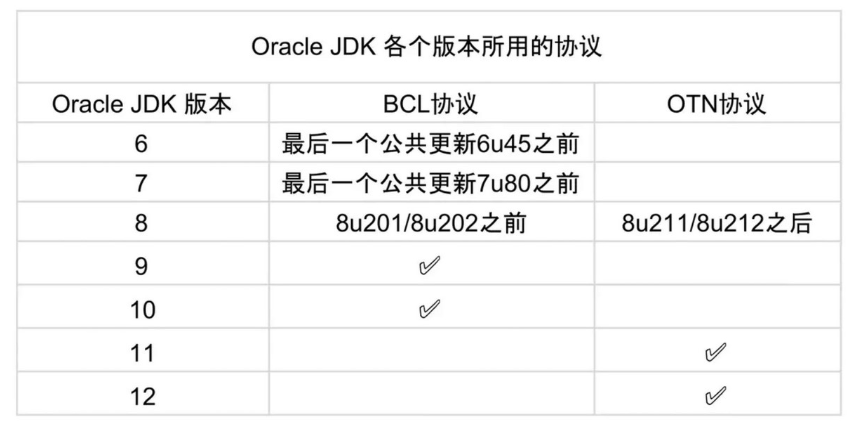 Oracle JDK 各个版本所用的协议
Oracle JDK 版本 BCL协议 OTN协议
6 最后一个公共更新6u45之前
7 最后一个公共更新7u80之前
8 8u201/8u202之前 8u211/8u212之后
9 ✅
10 ✅
11 ✅
12 ✅